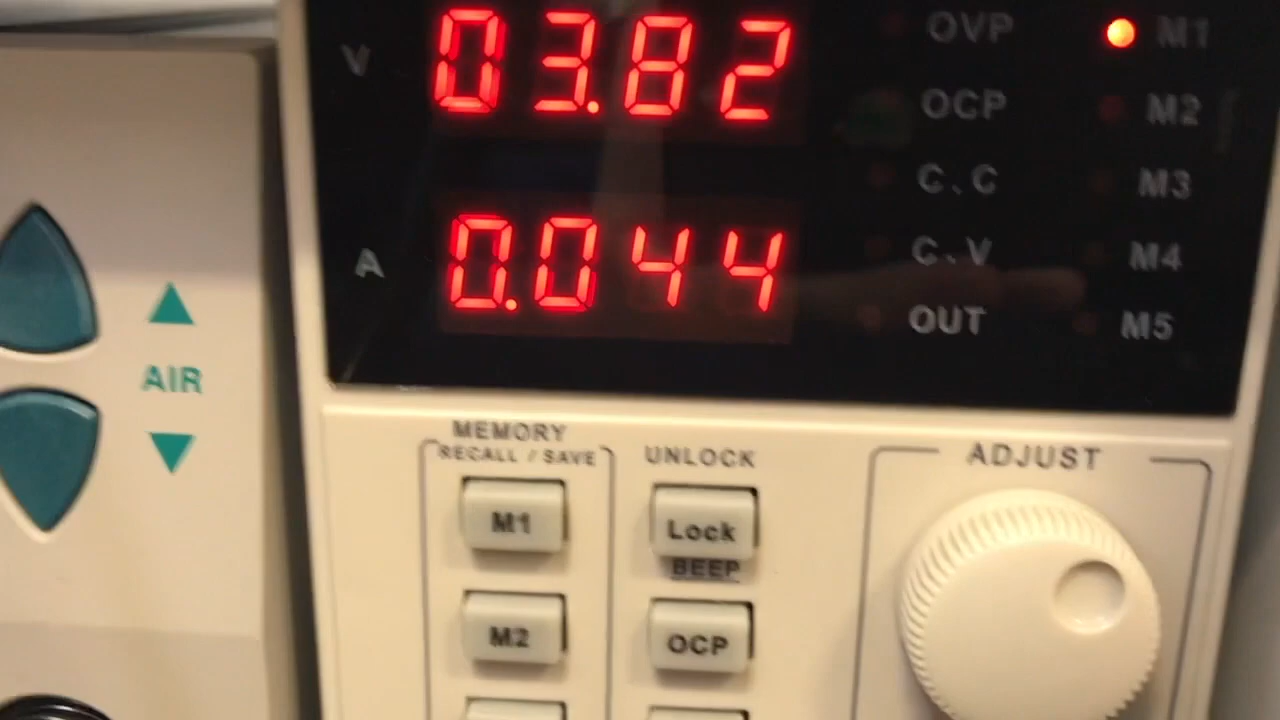 V 03.82
OVP M1
OCP M2
C.C M3
A 0.044
C.V M4
OUT M5
AIR
MEMORY
RECALL / SAVE
UNLOCK
ADJUST
M1
Lock
BEEP
M2
OCP